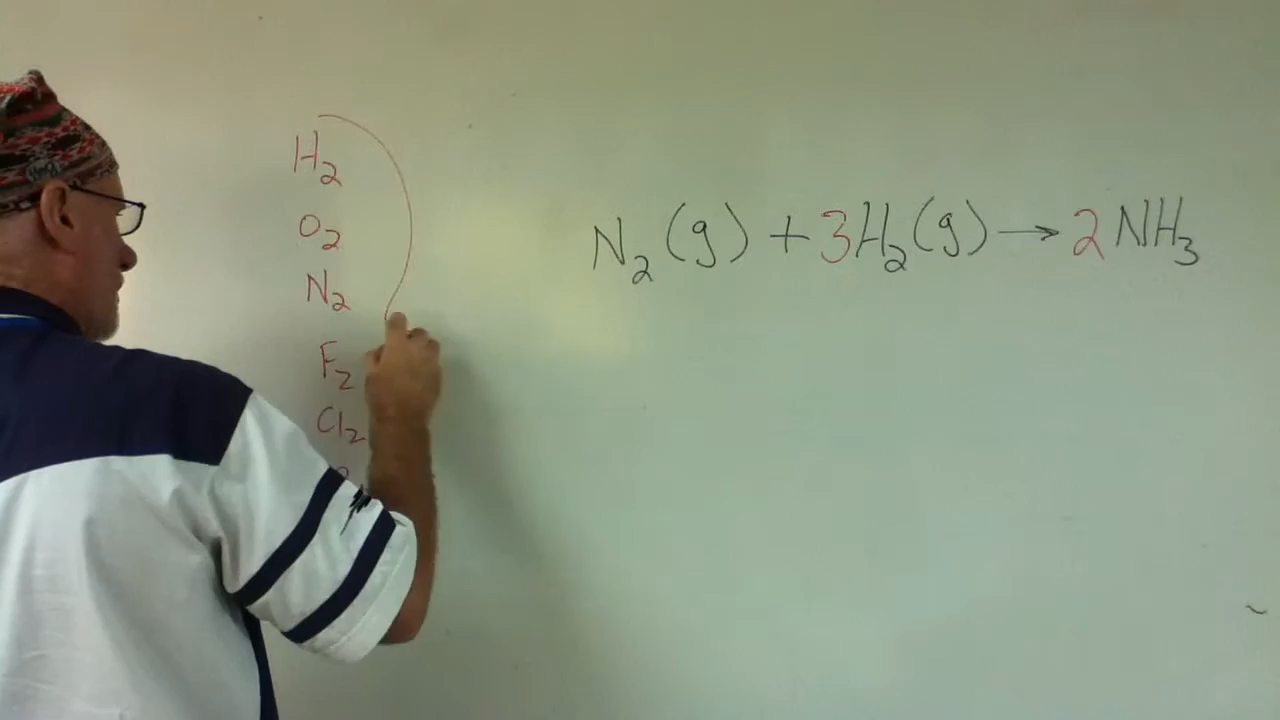 H₂
O₂
N₂
F₂
Cl₂
N₂(g) + 3H₂(g) → 2NH₃